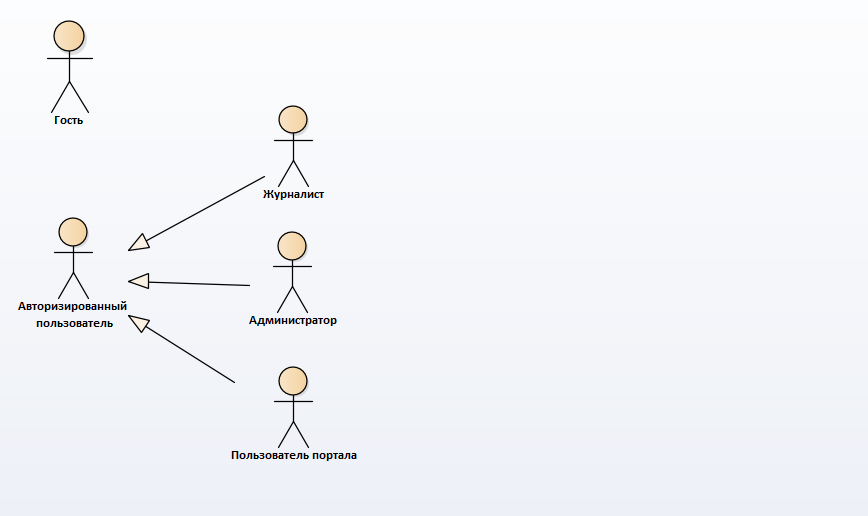 Гость
Журналист
Авторизированный
пользователь
Администратор
Пользователь портала